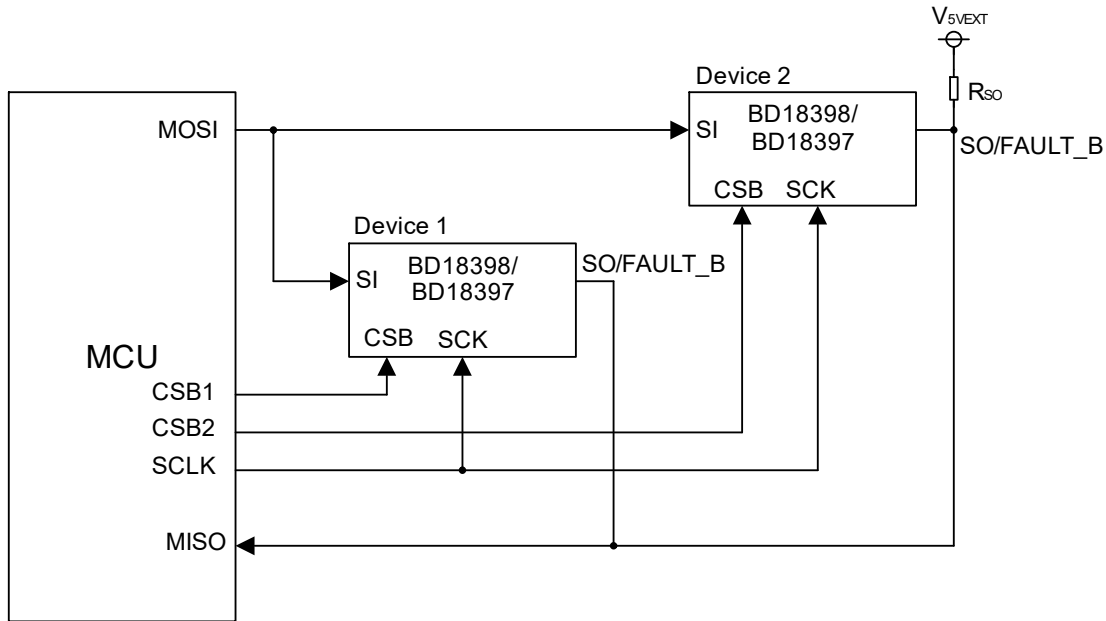 V5VEXT
RSO
Device 2
BD18398/
BD18397
SI
CSB SCK
SO/FAULT_B
MOSI
Device 1
BD18398/
BD18397
SI
CSB SCK
SO/FAULT_B
MCU
CSB1
CSB2
SCLK
MISO